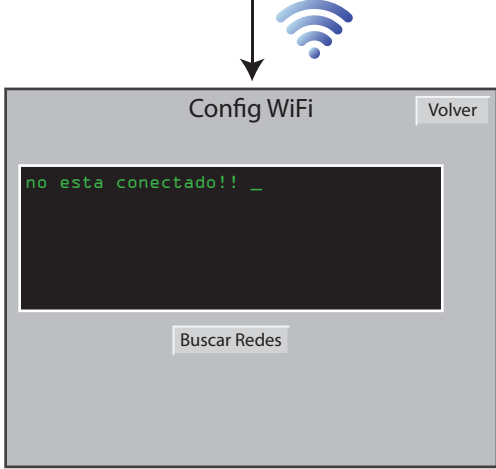 Config WiFi
Volver
no esta conectado!! _
Buscar Redes